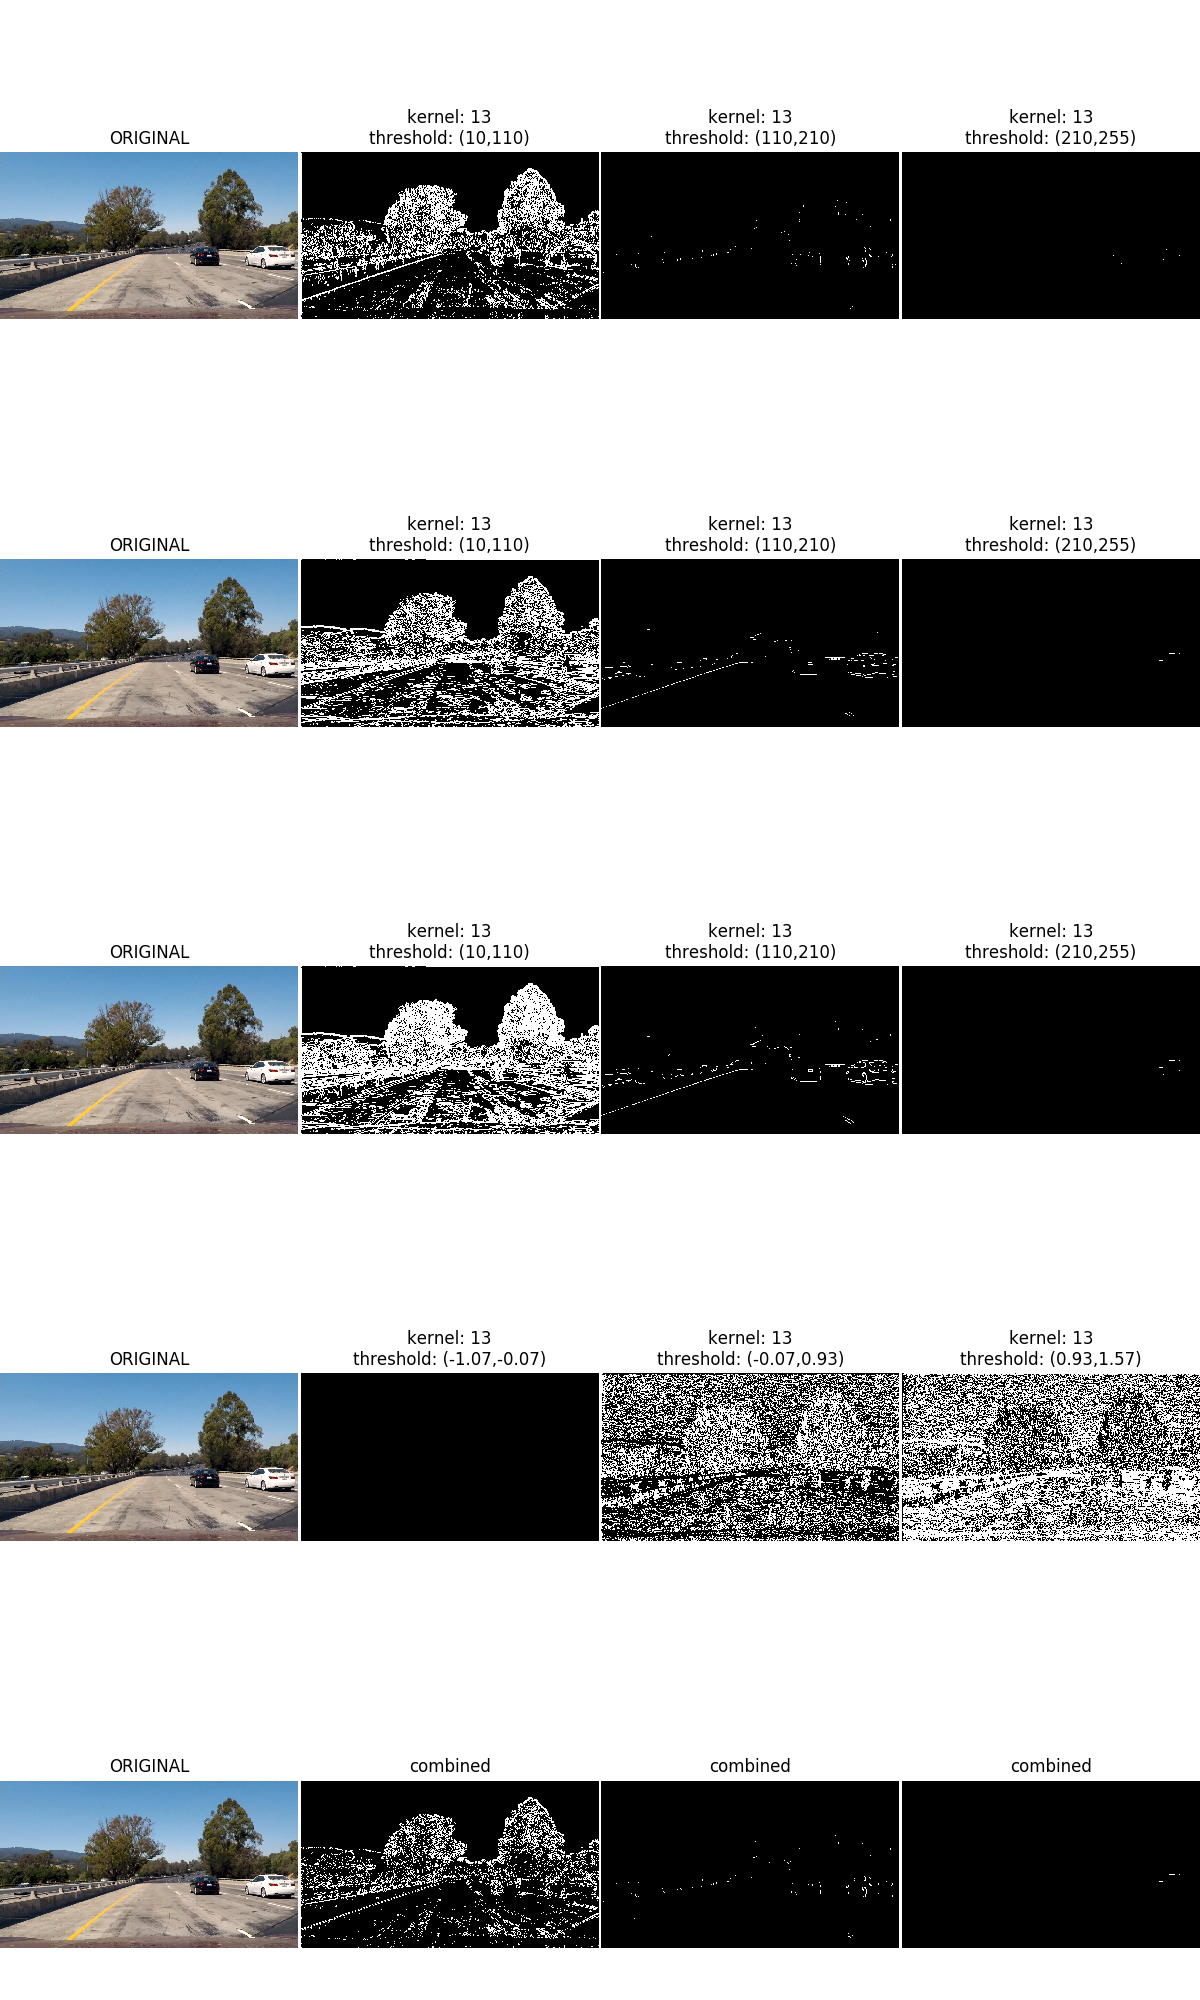 ORIGINAL
kernel: 13
threshold: (10,110)
kernel: 13
threshold: (110,210)
kernel: 13
threshold: (210,255)
ORIGINAL
kernel: 13
threshold: (10,110)
kernel: 13
threshold: (110,210)
kernel: 13
threshold: (210,255)
ORIGINAL
kernel: 13
threshold: (10,110)
kernel: 13
threshold: (110,210)
kernel: 13
threshold: (210,255)
ORIGINAL
kernel: 13
threshold: (-1.07,-0.07)
kernel: 13
threshold: (-0.07,0.93)
kernel: 13
threshold: (0.93,1.57)
ORIGINAL
combined
combined
combined